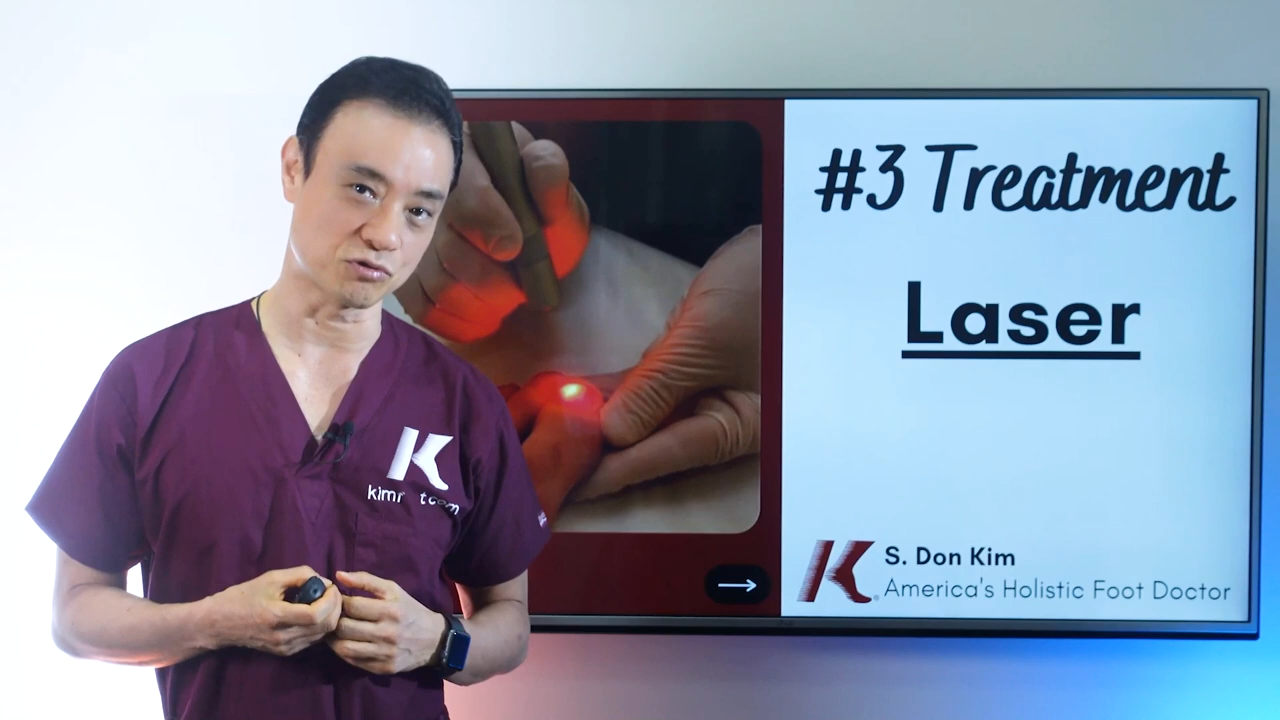 #3 Treatment
Laser
S. Don Kim
America's Holistic Foot Doctor
K
K